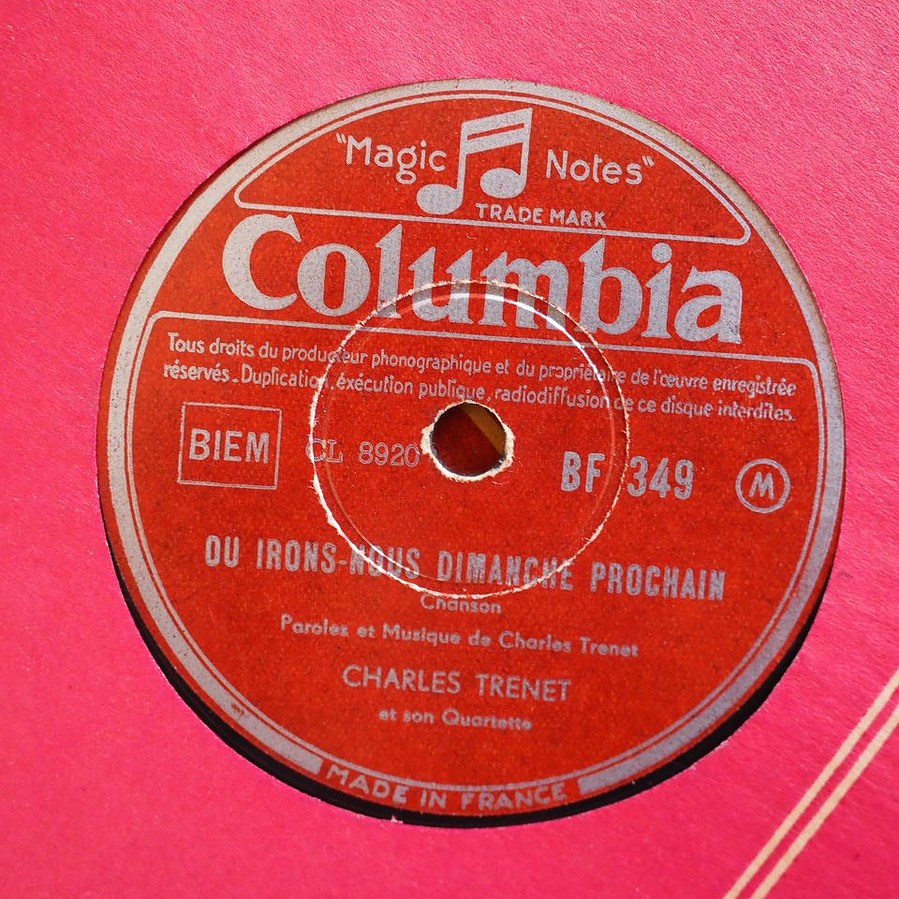 "Magic Notes"
TRADE MARK
Columbia
Tous droits du producteur phonographique et du propriétaire de l'œuvre enregistrée
réservés. Duplication, éxécution publique, radiodiffusion de ce disque interdites.
BIEM CL 8920 BF 349 M
OU IRONS-NOUS DIMANCHE PROCHAIN
Chanson
Paroles et Musique de Charles Trenet
CHARLES TRENET
et son Quartette
MADE IN FRANCE